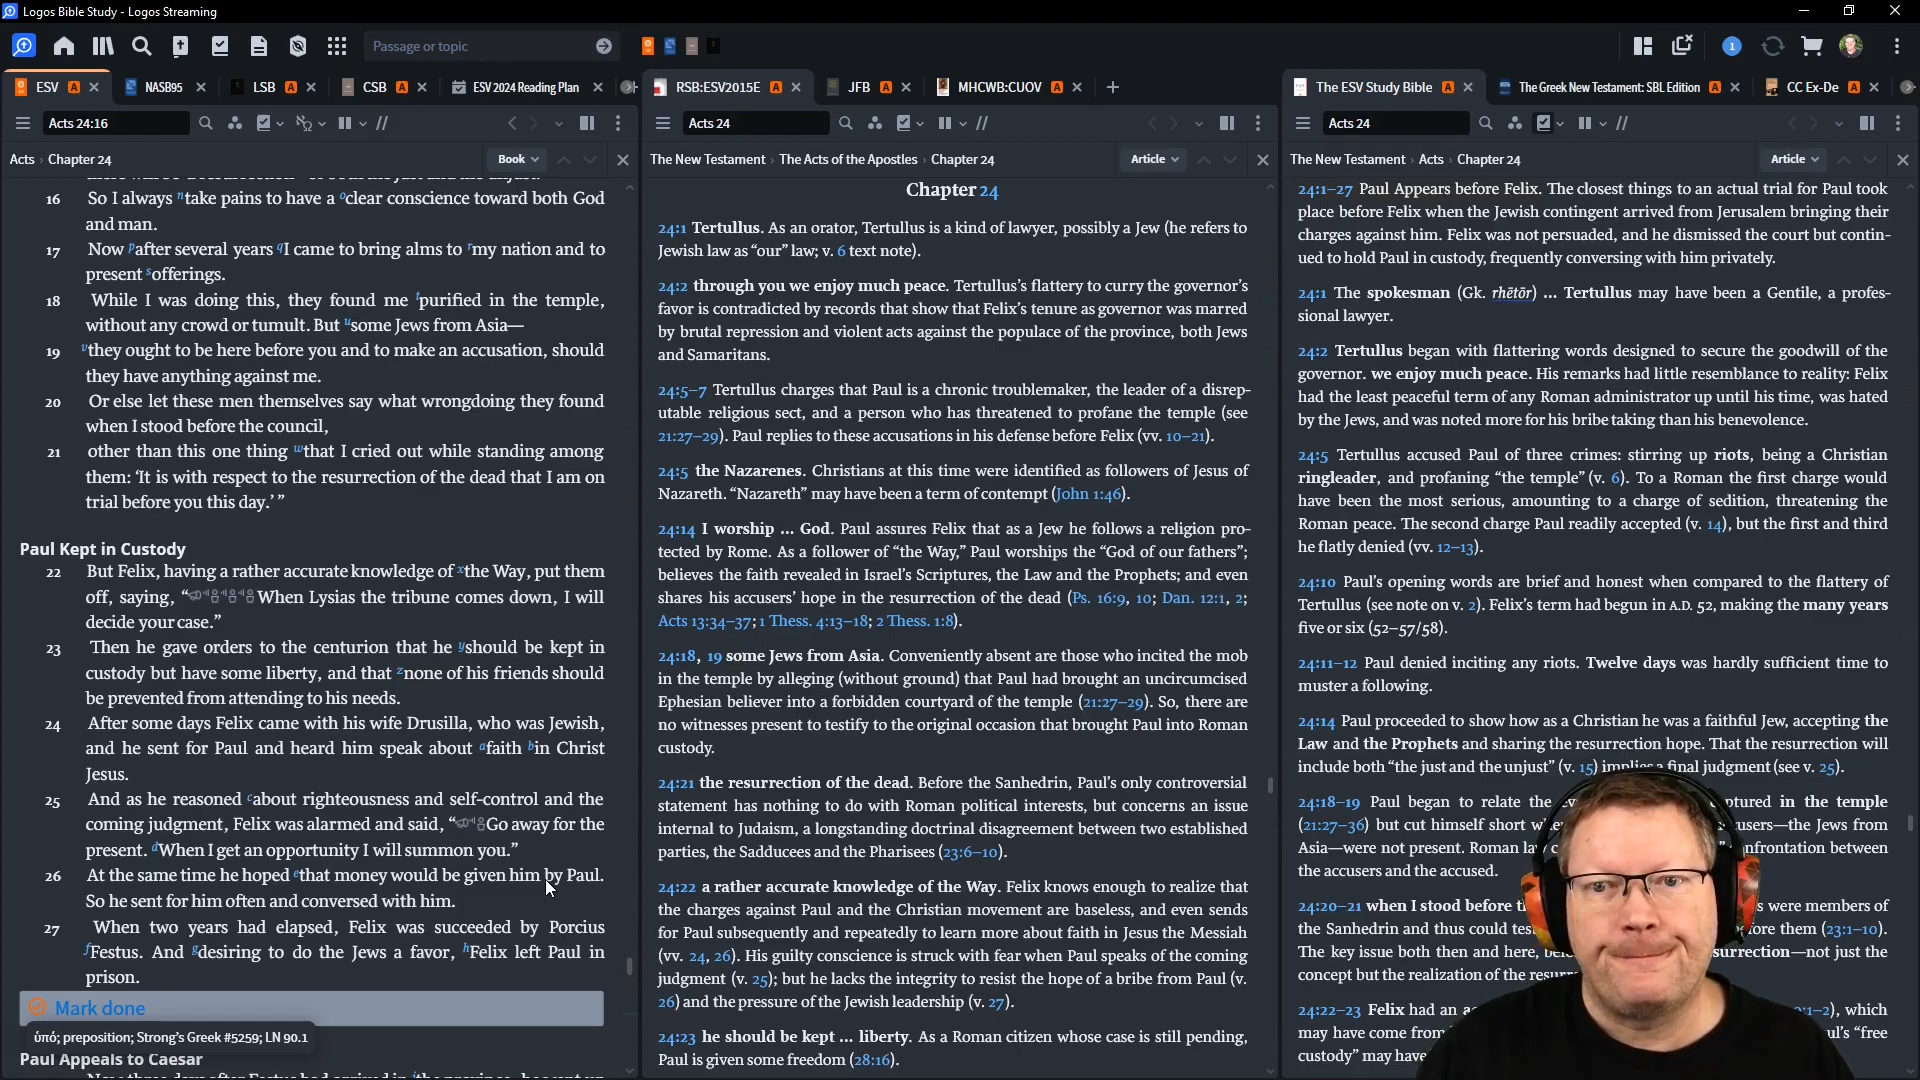 Logos Bible Study - Logos Streaming
Passage or topic
1
ESV A
NASB95
LSB A
CSB A
ESV 2024 Reading Plan
Acts 24:16
Acts › Chapter 24
Book
16 So I always ⁿtake pains to have a ᵒclear conscience toward both God
and man.
17 Now ᵖafter several years qI came to bring alms to ʳmy nation and to
present ˢofferings.
18 While I was doing this, they found me ᵗpurified in the temple,
without any crowd or tumult. But ᵘsome Jews from Asia—
19 ᵛthey ought to be here before you and to make an accusation, should
they have anything against me.
20 Or else let these men themselves say what wrongdoing they found
when I stood before the council,
21 other than this one thing ʷthat I cried out while standing among
them: ‘It is with respect to the resurrection of the dead that I am on
trial before you this day.’ ”
Paul Kept in Custody
22 But Felix, having a rather accurate knowledge of ˣthe Way, put them
off, saying, “When Lysias the tribune comes down, I will
decide your case.”
23 Then he gave orders to the centurion that he ʸshould be kept in
custody but have some liberty, and that ᶻnone of his friends should
be prevented from attending to his needs.
24 After some days Felix came with his wife Drusilla, who was Jewish,
and he sent for Paul and heard him speak about ᵃfaith ᵇin Christ
Jesus.
25 And as he reasoned ᶜabout righteousness and self-control and the
coming judgment, Felix was alarmed and said, “Go away for the
present. ᵈWhen I get an opportunity I will summon you.”
26 At the same time he hoped ᵉthat money would be given him by Paul.
So he sent for him often and conversed with him.
27 When two years had elapsed, Felix was succeeded by Porcius
ᶠFestus. And ᵍdesiring to do the Jews a favor, ʰFelix left Paul in
prison.
Mark done
ὑπό; preposition; Strong’s Greek #5259; LN 90.1
Paul Appeals to Caesar
RSB:ESV2015E A
JFB A
MHCWB:CUOV A
Acts 24
The New Testament › The Acts of the Apostles › Chapter 24
Article
Chapter 24
24:1 Tertullus. As an orator, Tertullus is a kind of lawyer, possibly a Jew (he refers to
Jewish law as “our” law; v. 6 text note).
24:2 through you we enjoy much peace. Tertullus’s flattery to curry the governor’s
favor is contradicted by records that show that Felix’s tenure as governor was marred
by brutal repression and violent acts against the populace of the province, both Jews
and Samaritans.
24:5–7 Tertullus charges that Paul is a chronic troublemaker, the leader of a disrep-
utable religious sect, and a person who has threatened to profane the temple (see
21:27–29). Paul replies to these accusations in his defense before Felix (vv. 10–21).
24:5 the Nazarenes. Christians at this time were identified as followers of Jesus of
Nazareth. “Nazareth” may have been a term of contempt (John 1:46).
24:14 I worship ... God. Paul assures Felix that as a Jew he follows a religion pro-
tected by Rome. As a follower of “the Way,” Paul worships the “God of our fathers”;
believes the faith revealed in Israel’s Scriptures, the Law and the Prophets; and even
shares his accusers’ hope in the resurrection of the dead (Ps. 16:9, 10; Dan. 12:1, 2;
Acts 13:34–37; 1 Thess. 4:13–18; 2 Thess. 1:8).
24:18, 19 some Jews from Asia. Conveniently absent are those who incited the mob
in the temple by alleging (without ground) that Paul had brought an uncircumcised
Ephesian believer into a forbidden courtyard of the temple (21:27–29). So, there are
no witnesses present to testify to the original occasion that brought Paul into Roman
custody.
24:21 the resurrection of the dead. Before the Sanhedrin, Paul’s only controversial
statement has nothing to do with Roman political interests, but concerns an issue
internal to Judaism, a longstanding doctrinal disagreement between two established
parties, the Sadducees and the Pharisees (23:6–10).
24:22 a rather accurate knowledge of the Way. Felix knows enough to realize that
the charges against Paul and the Christian movement are baseless, and even sends
for Paul subsequently and repeatedly to learn more about faith in Jesus the Messiah
(vv. 24, 26). His guilty conscience is struck with fear when Paul speaks of the coming
judgment (v. 25); but he lacks the integrity to resist the hope of a bribe from Paul (v.
26) and the pressure of the Jewish leadership (v. 27).
24:23 he should be kept ... liberty. As a Roman citizen whose case is still pending,
Paul is given some freedom (28:16).
The ESV Study Bible A
The Greek New Testament: SBL Edition A
CC Ex-De A
Acts 24
The New Testament › Acts › Chapter 24
Article
24:1–27 Paul Appears before Felix. The closest things to an actual trial for Paul took
place before Felix when the Jewish contingent arrived from Jerusalem bringing their
charges against him. Felix was not persuaded, and he dismissed the court but contin-
ued to hold Paul in custody, frequently conversing with him privately.
24:1 The spokesman (Gk. rhētōr) ... Tertullus may have been a Gentile, a profes-
sional lawyer.
24:2 Tertullus began with flattering words designed to secure the goodwill of the
governor. we enjoy much peace. His remarks had little resemblance to reality: Felix
had the least peaceful term of any Roman administrator up until his time, was hated
by the Jews, and was noted more for his bribe taking than his benevolence.
24:5 Tertullus accused Paul of three crimes: stirring up riots, being a Christian
ringleader, and profaning “the temple” (v. 6). To a Roman the first charge would
have been the most serious, amounting to a charge of sedition, threatening the
Roman peace. The second charge Paul readily accepted (v. 14), but the first and third
he flatly denied (vv. 12–13).
24:10 Paul’s opening words are brief and honest when compared to the flattery of
Tertullus (see note on v. 2). Felix’s term had begun in A.D. 52, making the many years
five or six (52–57/58).
24:11–12 Paul denied inciting any riots. Twelve days was hardly sufficient time to
muster a following.
24:14 Paul proceeded to show how as a Christian he was a faithful Jew, accepting the
Law and the Prophets and sharing the resurrection hope. That the resurrection will
include both “the just and the unjust” (v. 15) implies a final judgment (see v. 25).
24:18–19 Paul began to relate the captured in the temple
(21:27–36) but cut himself short the Jews from
Asia—were not present. Roman confrontation between
the accusers and the accused.
24:20–21 when I stood before were members of
the Sanhedrin and thus could before them (23:1–10).
The key issue both then and here, resurrection—not just the
concept but the realization of the
24:22–23 Felix had an which
may have come from “free
custody” may have